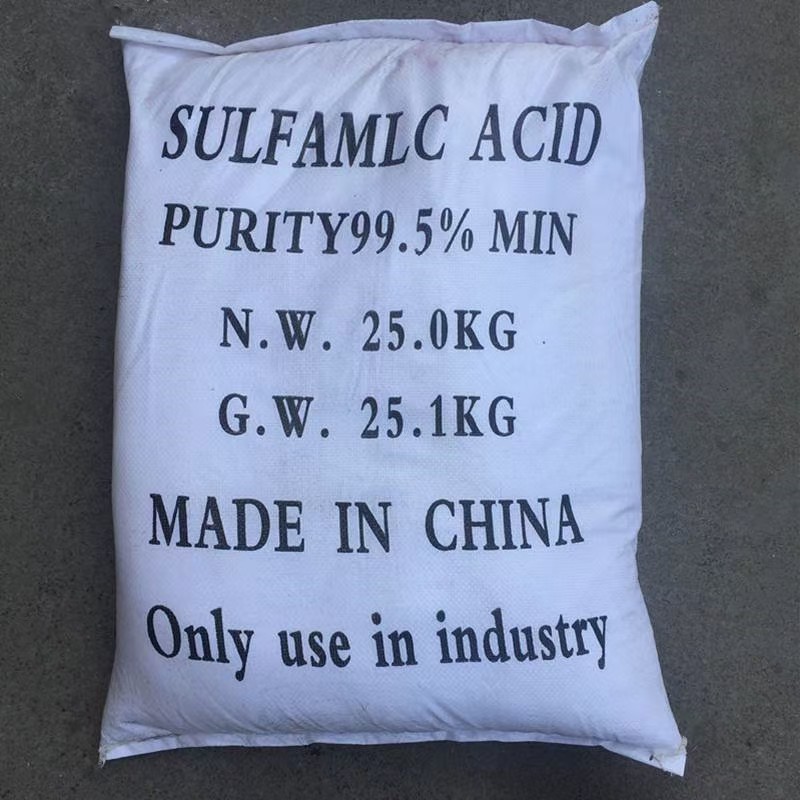 SULFAMLC ACID
PURITY99.5% MIN
N.W. 25.0KG
G.W. 25.1KG
MADE IN CHINA
Only use in industry